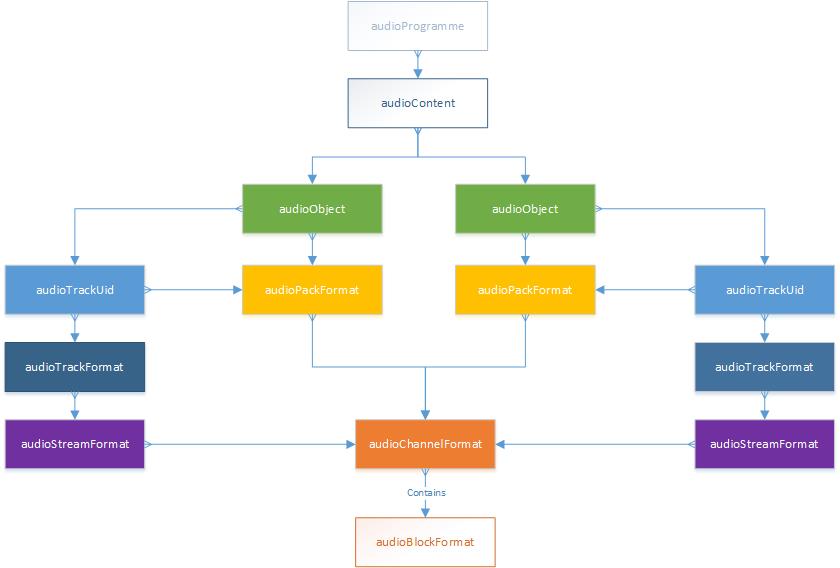 audioProgramme
audioContent
audioObject
audioObject
audioTrackUid
audioPackFormat
audioPackFormat
audioTrackUid
audioTrackFormat
audioTrackFormat
audioStreamFormat
audioChannelFormat
audioStreamFormat
Contains
audioBlockFormat